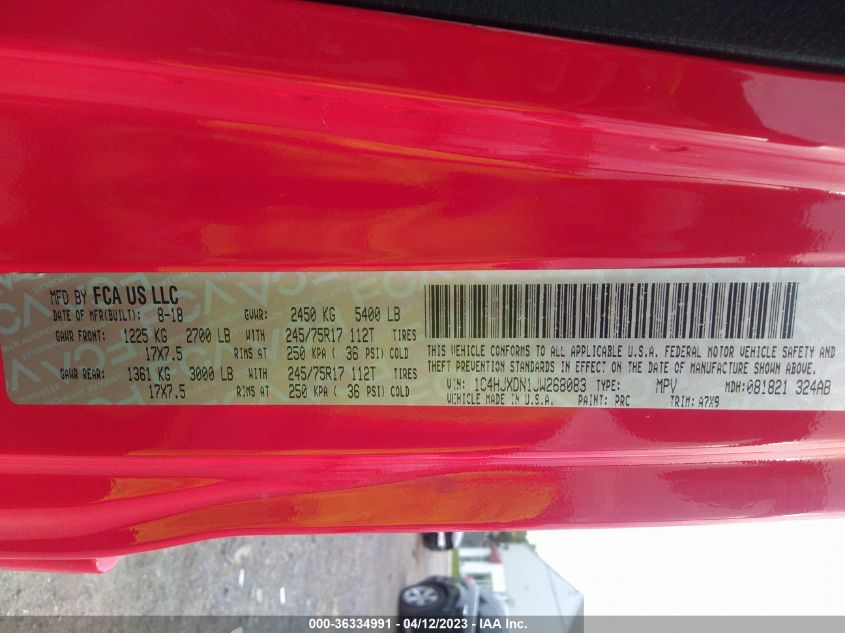 MFD BY FCA US LLC
DATE OF MFR(BUILT): 8-18 GVWR: 2450 KG 5400 LB
GAWR FRONT: 1225 KG 2700 LB WITH 245/75R17 112T TIRES
17X7.5 RIMS AT 250 KPA ( 36 PSI) COLD
GAWR REAR: 1361 KG 3000 LB WITH 245/75R17 112T TIRES
17X7.5 RIMS AT 250 KPA ( 36 PSI) COLD
THIS VEHICLE CONFORMS TO ALL APPLICABLE U.S.A. FEDERAL MOTOR VEHICLE SAFETY AND
THEFT PREVENTION STANDARDS IN EFFECT ON THE DATE OF MANUFACTURE SHOWN ABOVE.
VIN: 1C4HJXDN1JW268083 TYPE: MPV MDH:081821 324AB
VEHICLE MADE IN U.S.A. PAINT: PRC TRIM: A7X9
000-36334991 - 04/12/2023 - IAA Inc.